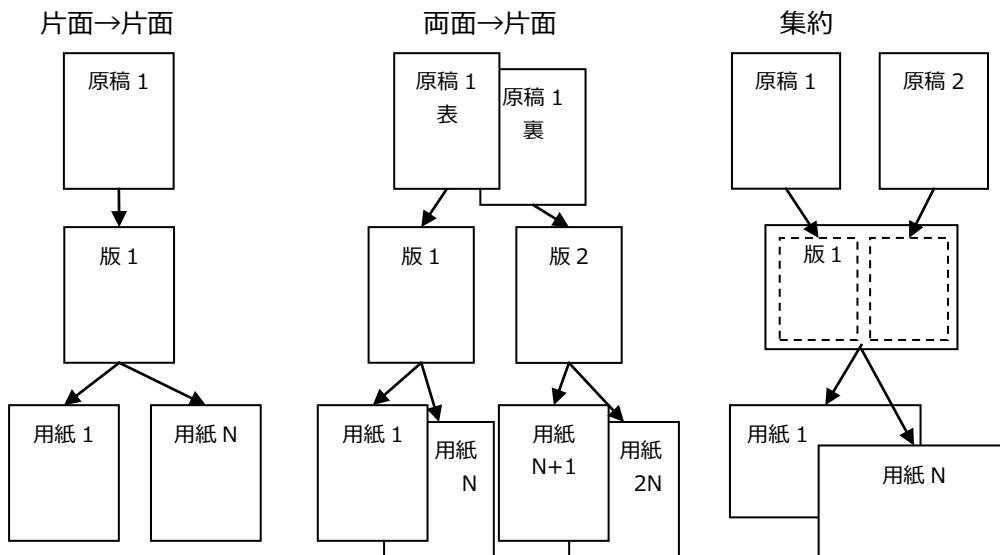 片面→片面
原稿 1
版 1
用紙 1
用紙 N
両面→片面
原稿 1
表
原稿 1
裏
版 1
版 2
用紙 1
用紙
N
用紙
N+1
用紙
2N
集約
原稿 1
原稿 2
版 1
用紙 1
用紙 N